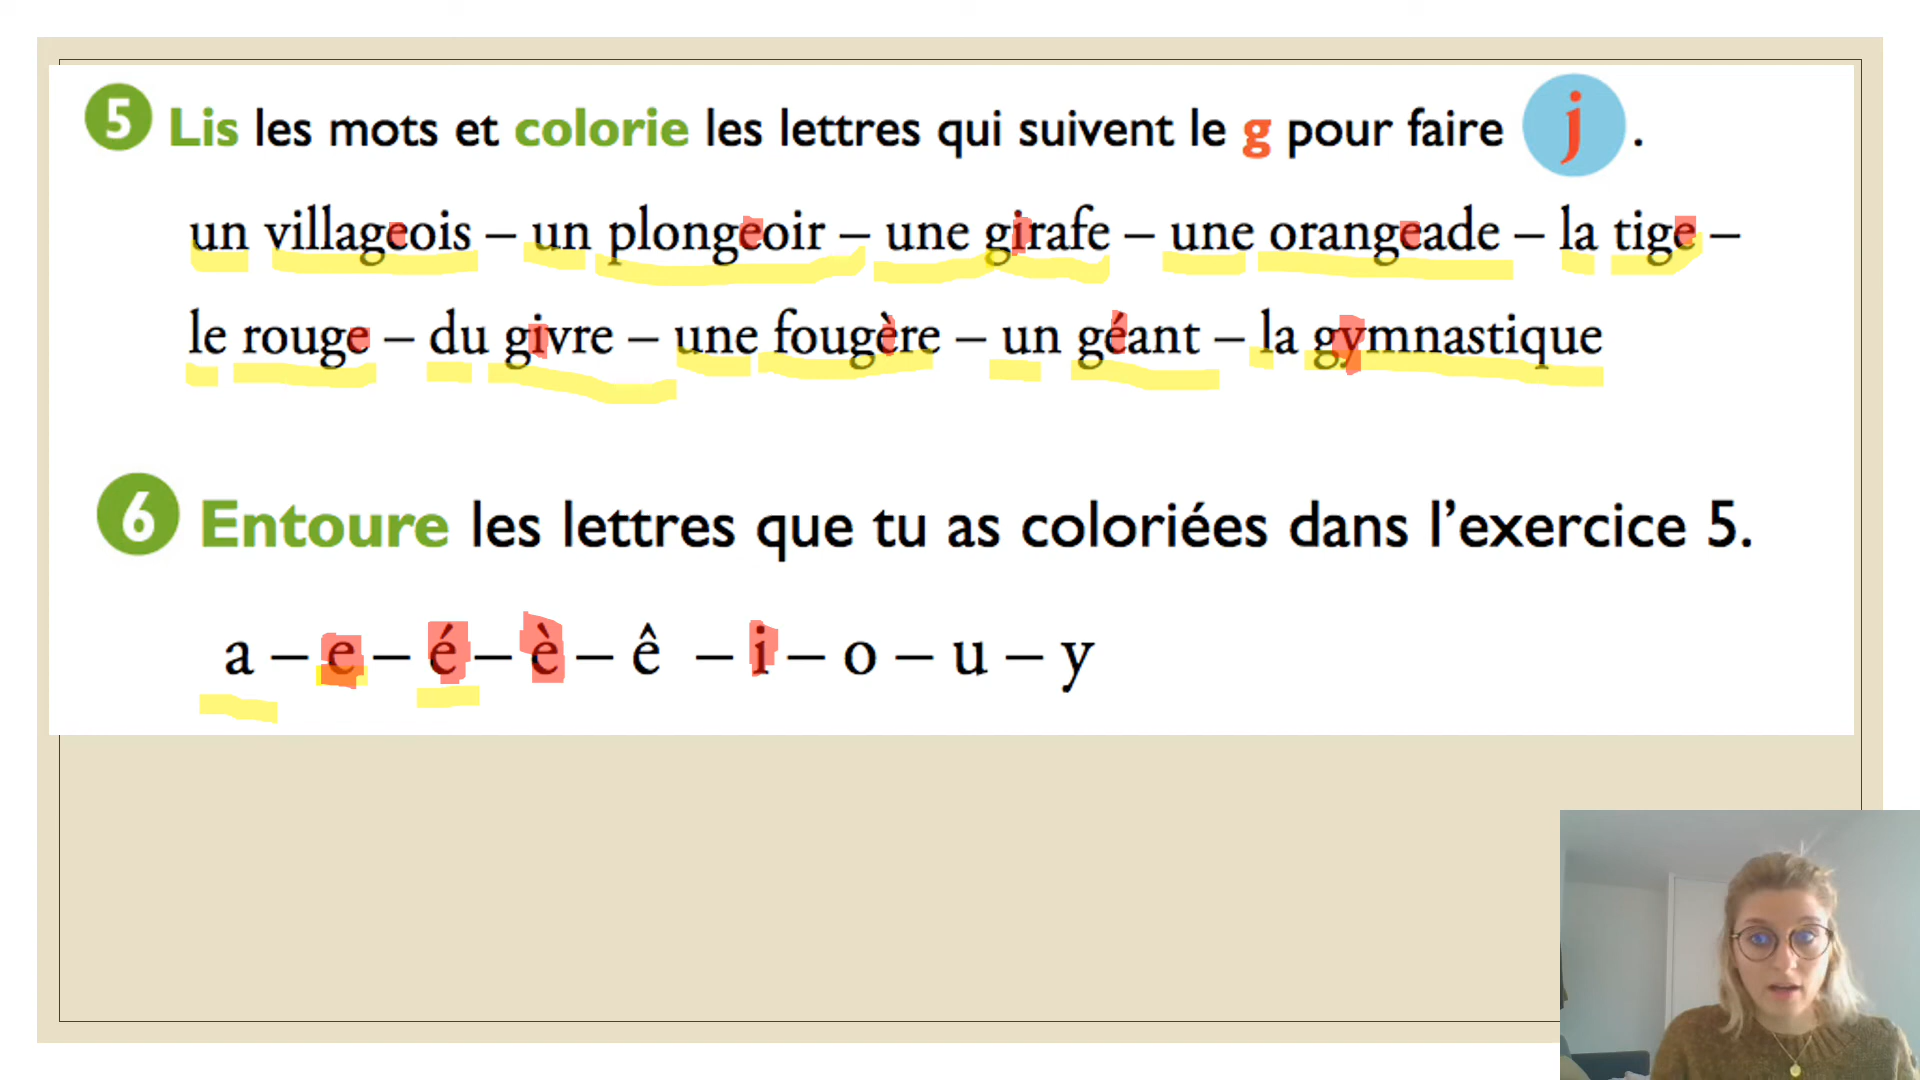 5 Lis les mots et colorie les lettres qui suivent le g pour faire j .
un villageois – un plongeoir – une girafe – une orangeade – la tige –
le rouge – du givre – une fougère – un géant – la gymnastique
6 Entoure les lettres que tu as coloriées dans l’exercice 5.
a – e – é – è – ê – i – o – u – y